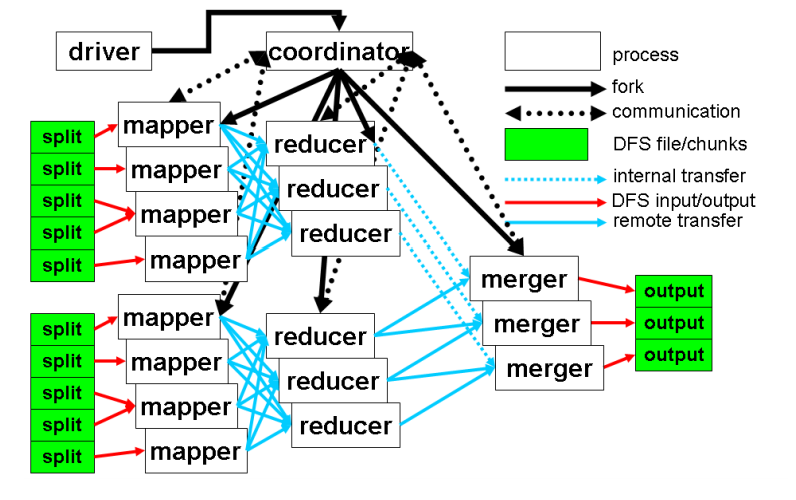 driver
coordinator
process
fork
communication
DFS file/chunks
internal transfer
DFS input/output
remote transfer
split
split
split
split
split
mapper
mapper
mapper
mapper
reducer
reducer
reducer
split
split
split
split
split
mapper
mapper
mapper
mapper
reducer
reducer
reducer
merger
merger
merger
output
output
output